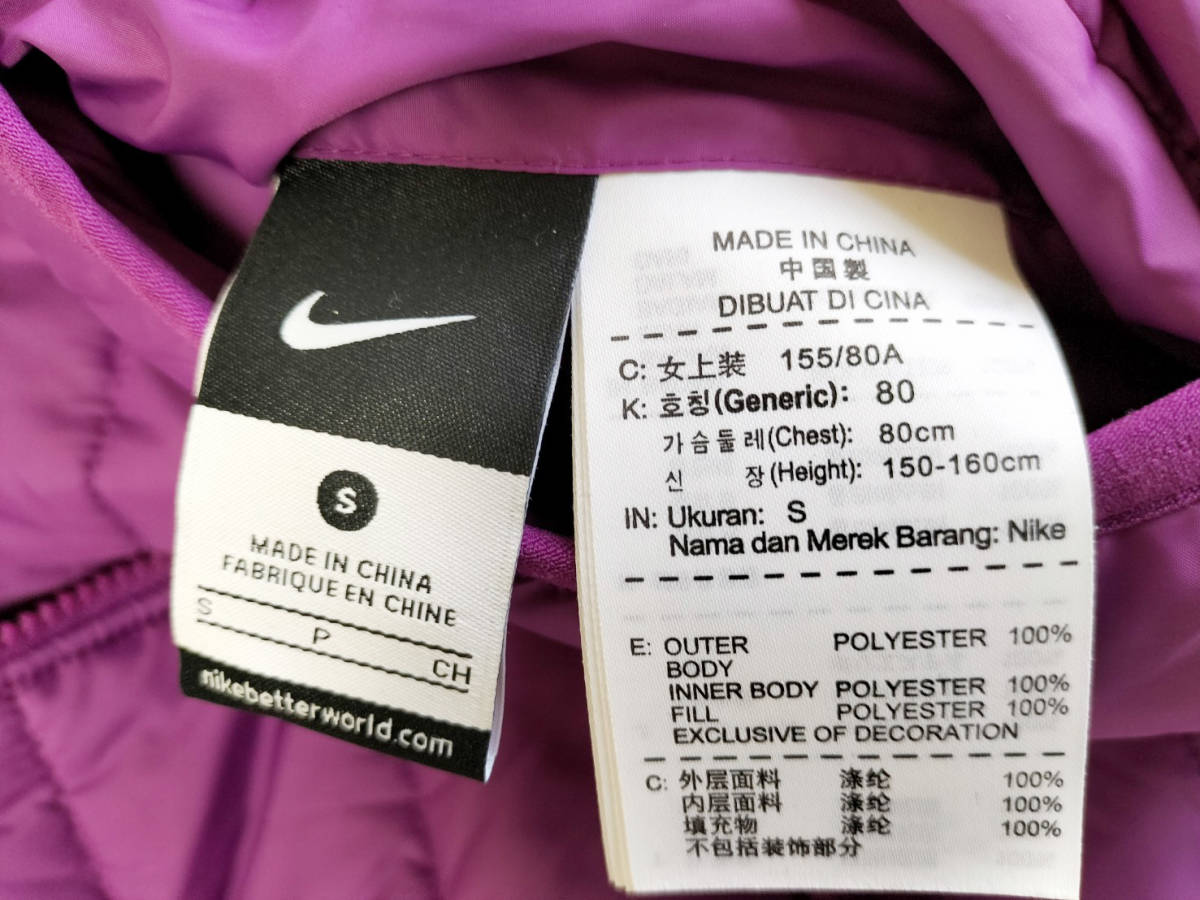 S
MADE IN CHINA
FABRIQUE EN CHINE
S
P
CH
nikebetterworld.com
MADE IN CHINA
中国製
DIBUAT DI CINA
C: 女上装 155/80A
K: 호칭(Generic): 80
가슴둘레(Chest): 80cm
신 장(Height): 150-160cm
IN: Ukuran: S
Nama dan Merek Barang: Nike
E: OUTER POLYESTER 100%
BODY
INNER BODY POLYESTER 100%
FILL POLYESTER 100%
EXCLUSIVE OF DECORATION
C: 外层面料 涤纶 100%
内层面料 涤纶 100%
填充物 涤纶 100%
不包括装饰部分